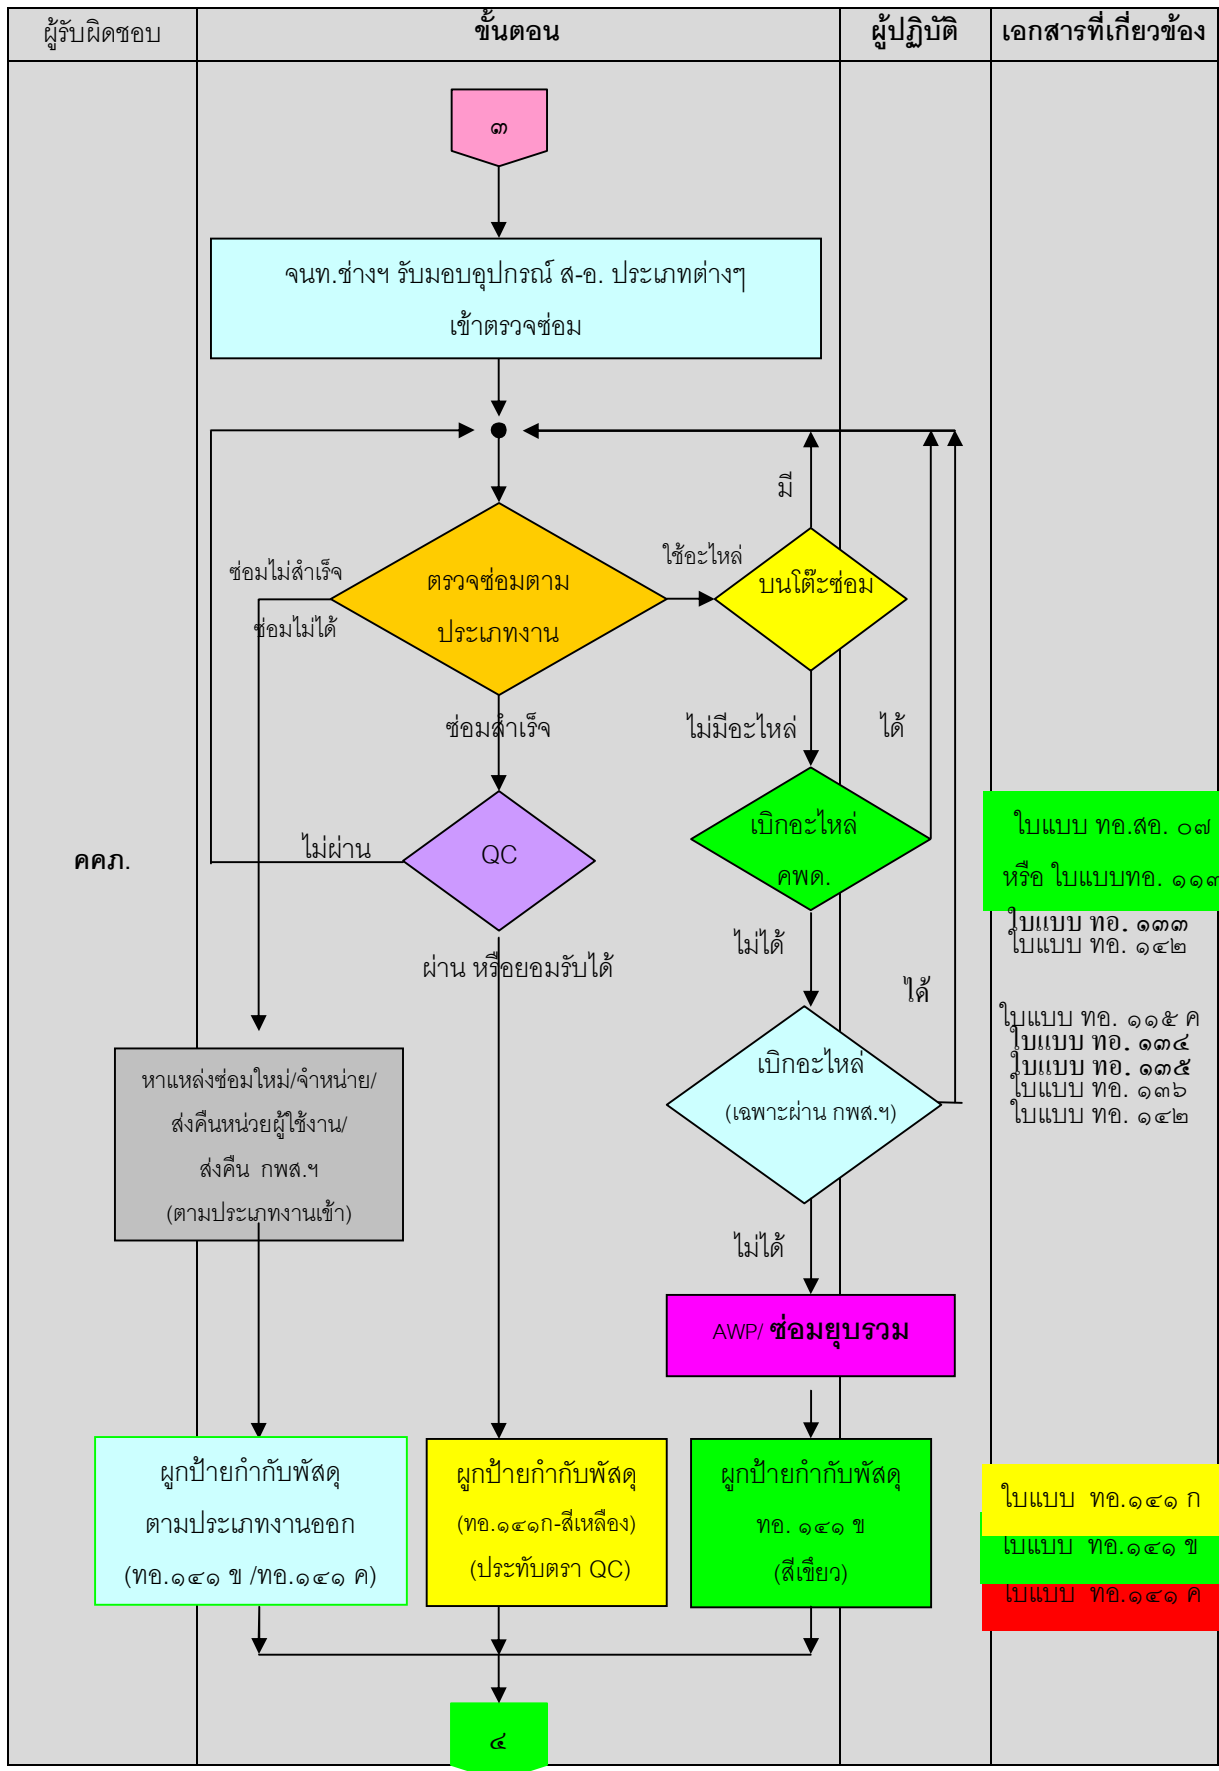 ผู้รับผิดชอบ
ขั้นตอน
ผู้ปฏิบัติ
เอกสารที่เกี่ยวข้อง
๓
จนท.ช่างฯ รับมอบอุปกรณ์ ส-อ. ประเภทต่างๆ
เข้าตรวจซ่อม
มี
ซ่อมไม่สำเร็จ
ซ่อมไม่ได้
ตรวจซ่อมตาม
ประเภทงาน
ใช้อะไหล่
บนโต๊ะซ่อม
ซ่อมสำเร็จ
ไม่มีอะไหล่
ได้
คคภ.
ไม่ผ่าน
QC
เบิกอะไหล่
คพด.
ใบแบบ ทอ.สอ. ๐๗
หรือ ใบแบบทอ. ๑๑๓
ใบแบบ ทอ. ๑๓๓
ใบแบบ ทอ. ๑๔๒
ผ่าน หรือยอมรับได้
ไม่ได้
ได้
ใบแบบ ทอ. ๑๑๕ ค
ใบแบบ ทอ. ๑๓๔
ใบแบบ ทอ. ๑๓๕
ใบแบบ ทอ. ๑๓๖
ใบแบบ ทอ. ๑๔๒
หาแหล่งซ่อมใหม่/จำหน่าย/
ส่งคืนหน่วยผู้ใช้งาน/
ส่งคืน กพส.ฯ
(ตามประเภทงานเข้า)
เบิกอะไหล่
(เฉพาะผ่าน กพส.ฯ)
ไม่ได้
AWP/ ซ่อมยุบรวม
ผูกป้ายกำกับพัสดุ
ตามประเภทงานออก
(ทอ.๑๔๑ ข /ทอ.๑๔๑ ค)
ผูกป้ายกำกับพัสดุ
(ทอ.๑๔๑ก-สีเหลือง)
(ประทับตรา QC)
ผูกป้ายกำกับพัสดุ
ทอ. ๑๔๑ ข
(สีเขียว)
ใบแบบ ทอ.๑๔๑ ก
ใบแบบ ทอ.๑๔๑ ข
ใบแบบ ทอ.๑๔๑ ค
๔